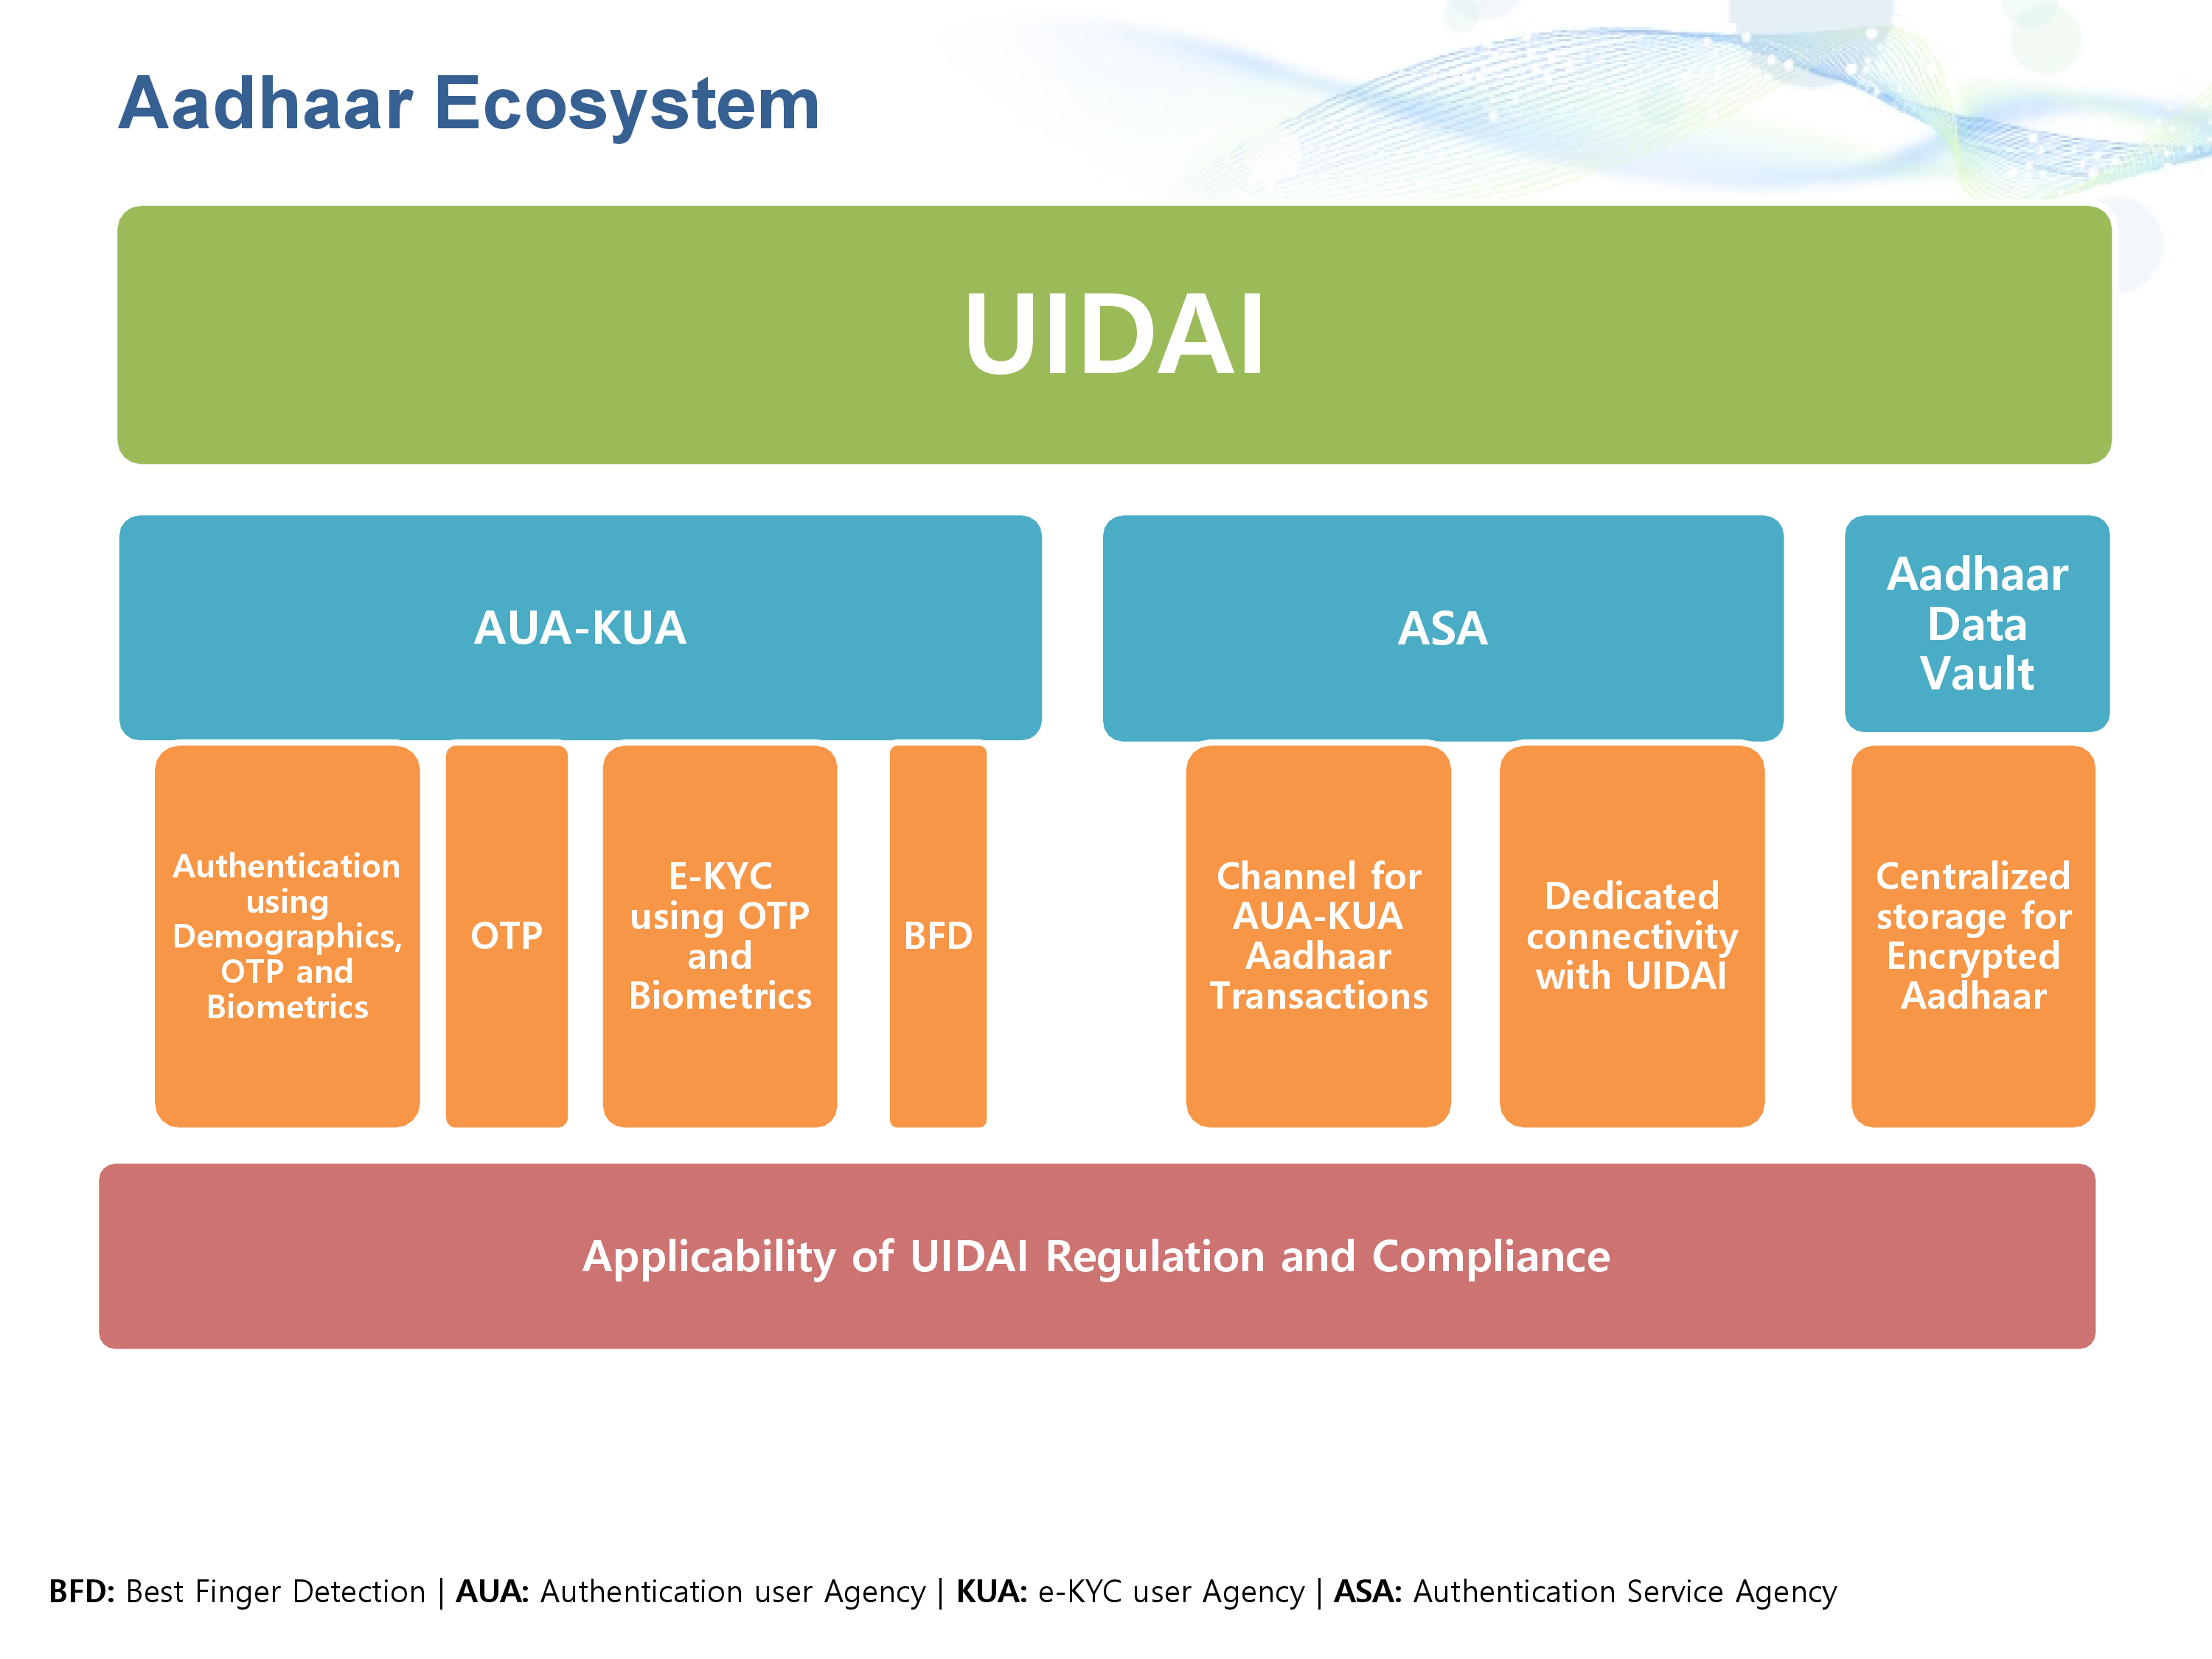 Aadhaar Ecosystem
UIDAI
AUA-KUA
ASA
Aadhaar
Data
Vault
Authentication
using
Demographics,
OTP and
Biometrics
OTP
E-KYC
using OTP
and
Biometrics
BFD
Channel for
AUA-KUA
Aadhaar
Transactions
Dedicated
connectivity
with UIDAI
Centralized
storage for
Encrypted
Aadhaar
Applicability of UIDAI Regulation and Compliance
BFD: Best Finger Detection | AUA: Authentication user Agency | KUA: e-KYC user Agency | ASA: Authentication Service Agency